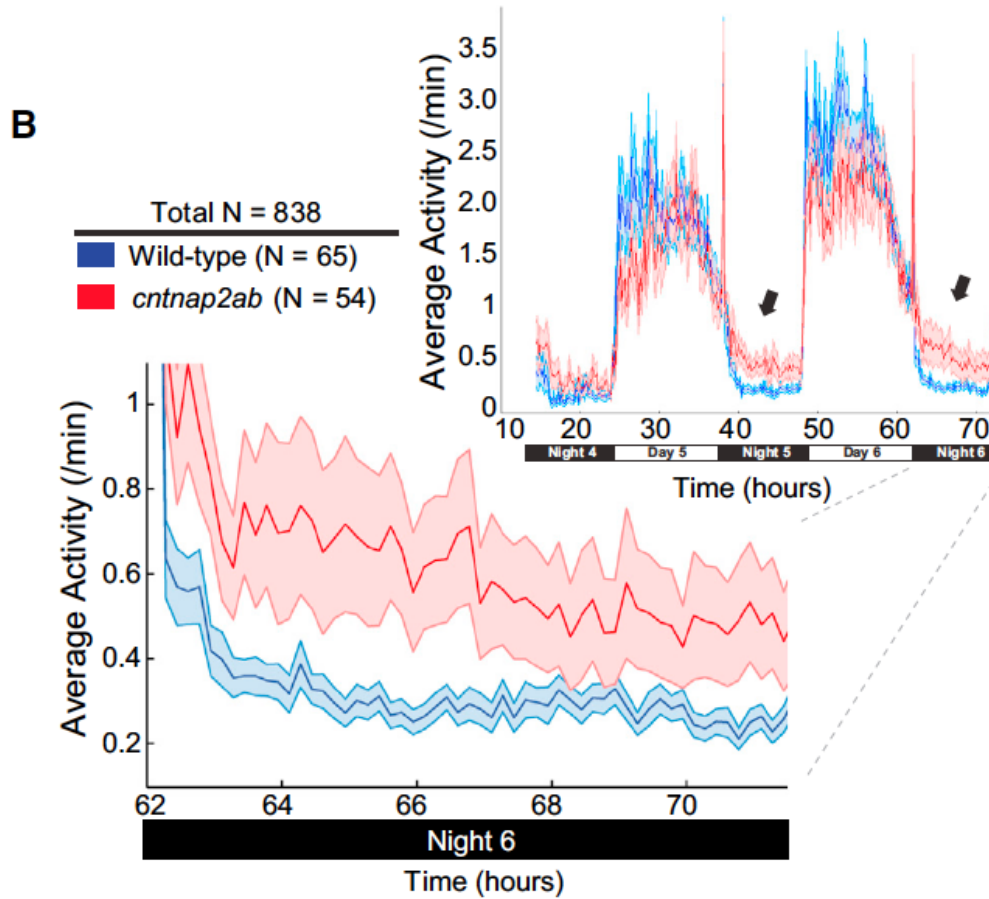 B
Total N = 838
Wild-type (N = 65)
cntnap2ab (N = 54)
Average Activity (/min)
3.5
3.0
2.5
2.0
1.5
1
0.5
0
10 20 30 40 50 60 70
Night 4 Day 5 Night 5 Day 6 Night 6
Time (hours)
Average Activity (/min)
1
0.8
0.6
0.4
0.2
62 64 66 68 70
Night 6
Time (hours)